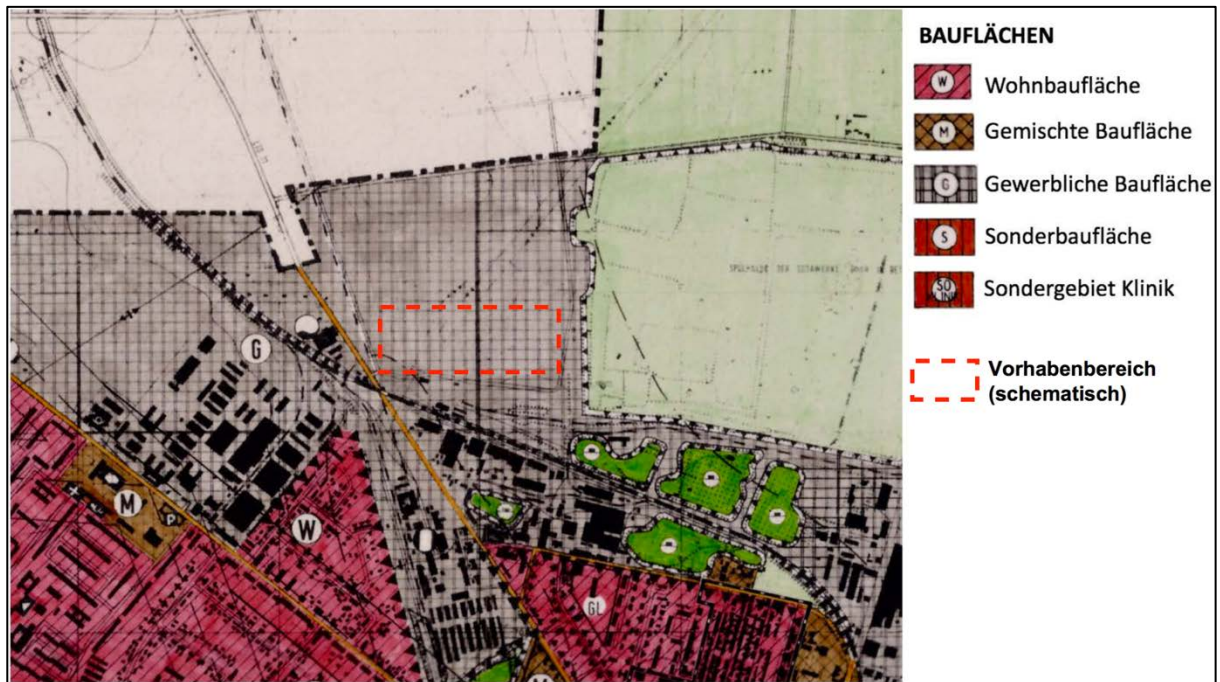 BAUFLÄCHEN
W Wohnbaufläche
M Gemischte Baufläche
G Gewerbliche Baufläche
S Sonderbaufläche
SO Sondergebiet Klinik
Vorhabenbereich
(schematisch)
G
M
P
W
GL